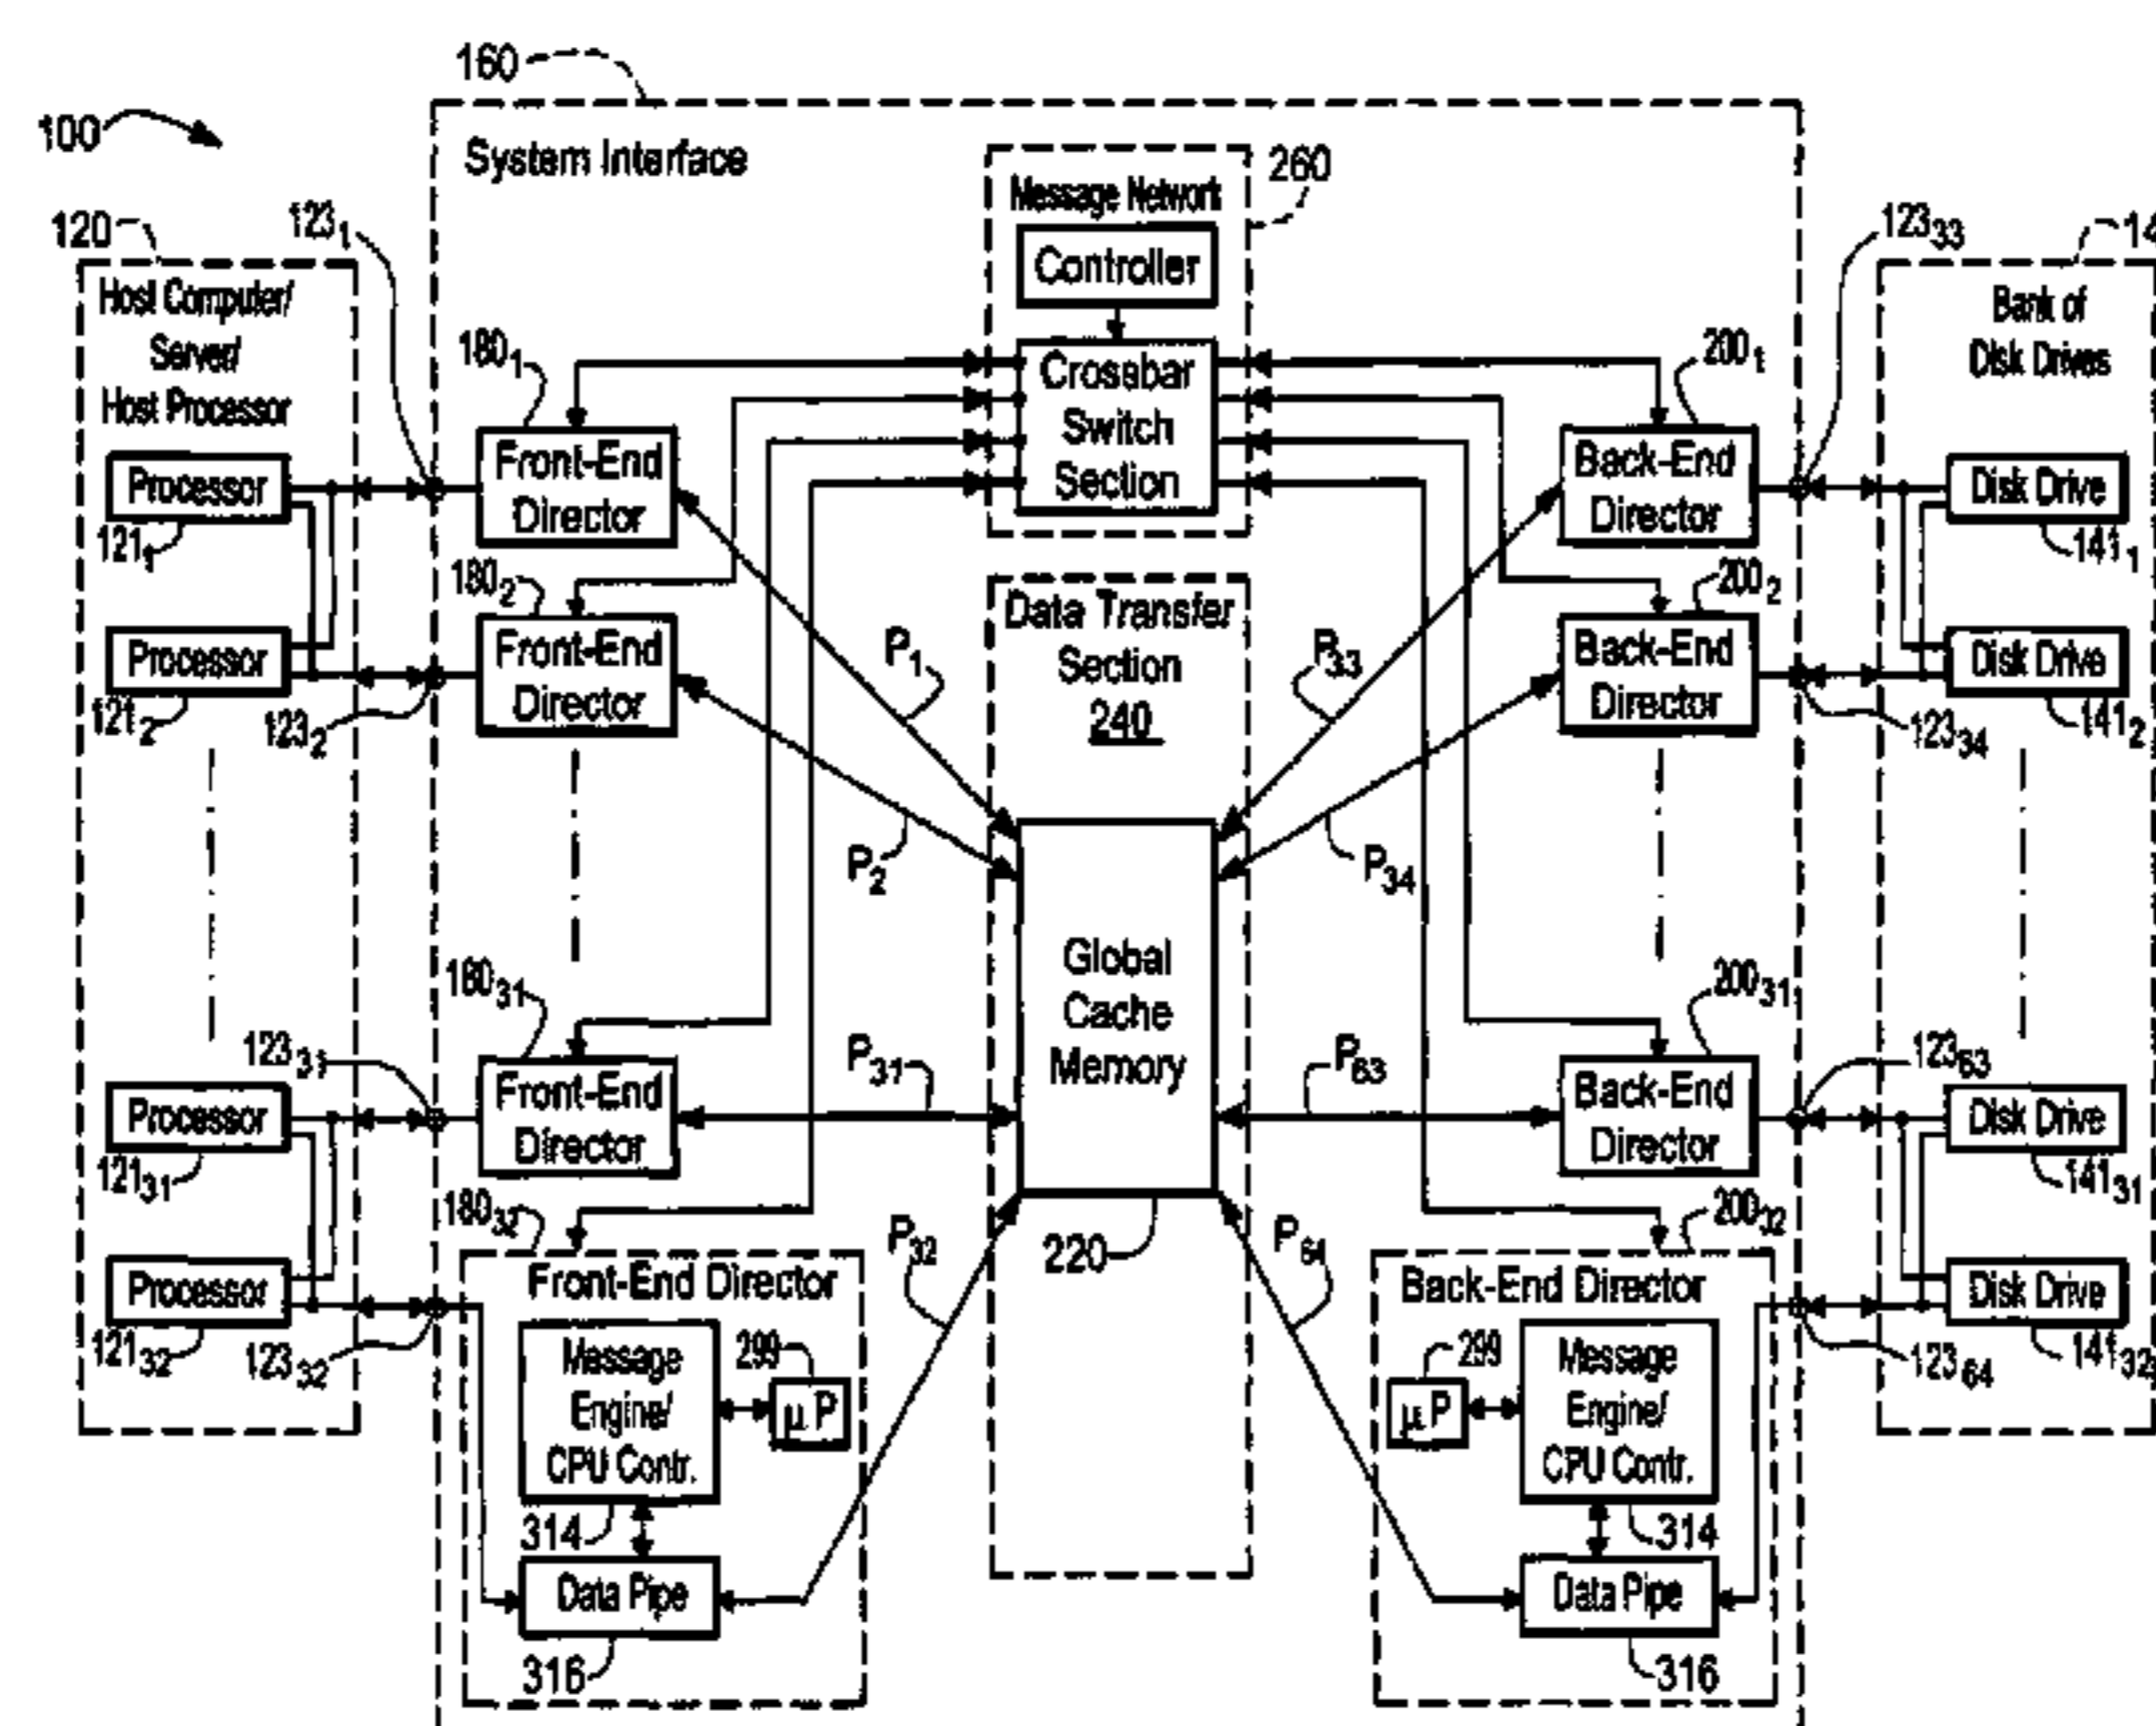 160
100
System Interface
260
Message Network
Controller
120
123₁
Host Computer/
Server/
Host Processor
123₃₃
14
Bank of
Disk Drives
180₁
Crossbar
Switch
Section
200₁
Processor
121₁
Front-End
Director
Back-End
Director
Disk Drive
141₁
180₂
200₂
Data Transfer
Section
240
Processor
121₂
123₂
Front-End
Director
P₁
P₃₃
Back-End
Director
123₃₄
Disk Drive
141₂
P₂
P₃₄
Global
Cache
Memory
180₃₁
200₃₁
123₃₁
P₃₁
P₆₃
123₆₃
Processor
121₃₁
Front-End
Director
Back-End
Director
Disk Drive
141₃₁
180₃₂
P₃₂
220
P₆₄
200₃₂
Processor
121₃₂
123₃₂
Front-End Director
Message
Engine/
CPU Contr.
299
µP
314
Data Pipe
316
Back-End Director
299
µP
Message
Engine/
CPU Contr.
314
Data Pipe
316
123₆₄
Disk Drive
141₃₂